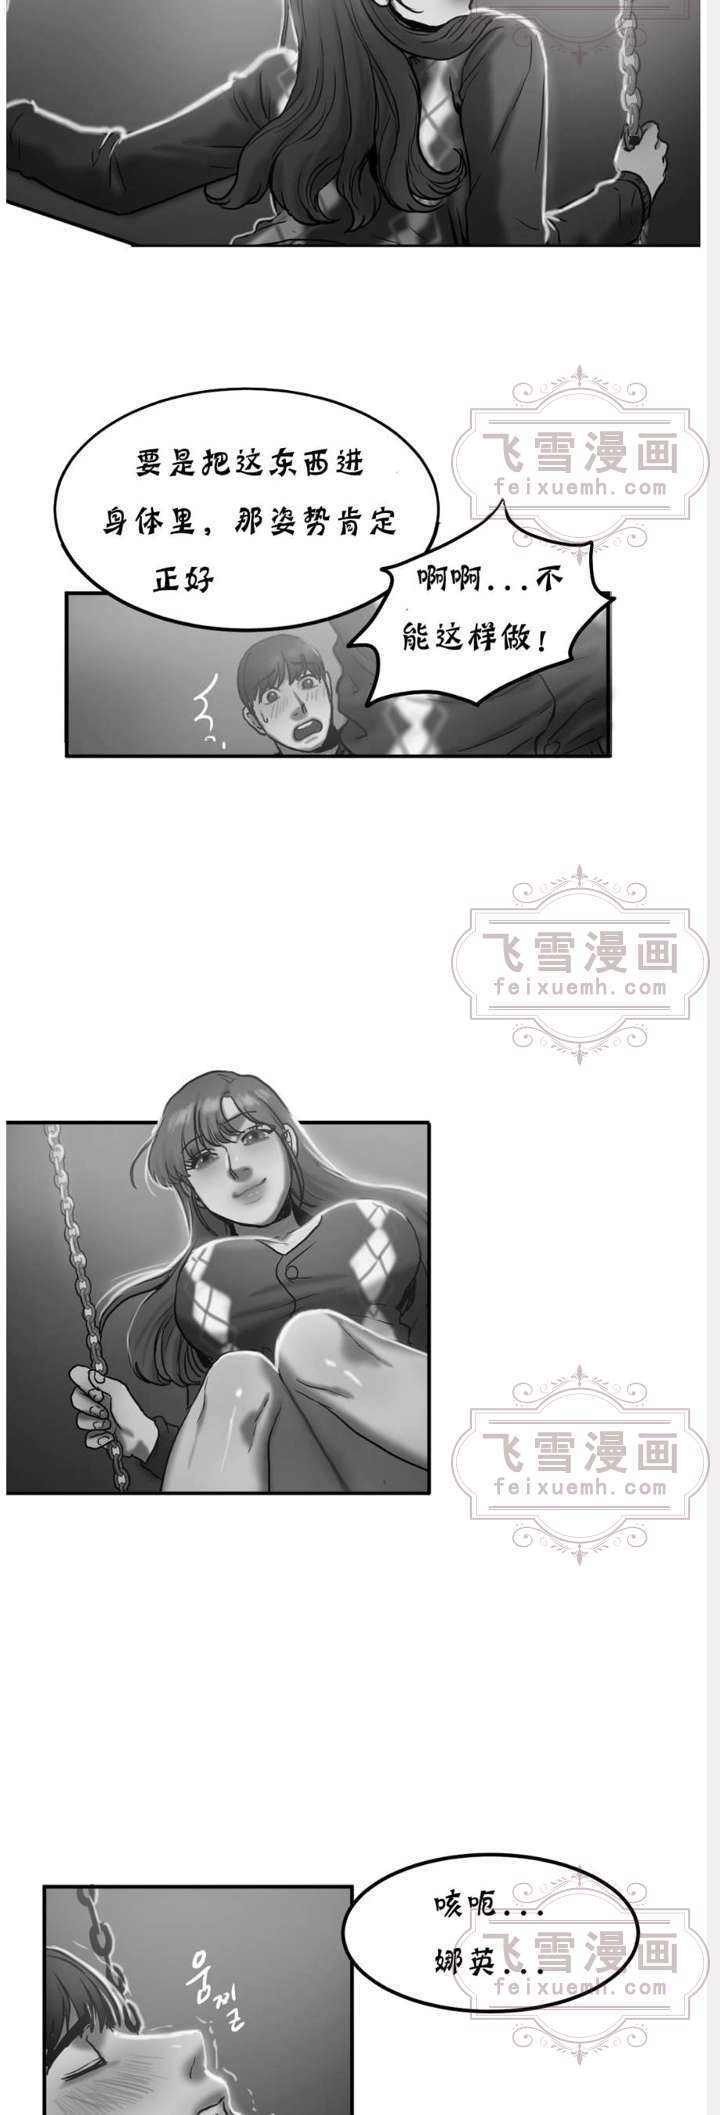 飞雪漫画
feixuemh.com
要是把这东西进
身体里，那姿势肯定
正好
啊啊...不
能这样做!
飞雪漫画
feixuemh.com
飞雪漫画
feixuemh.com
咳呃...
娜英...
飞雪漫画
feixuemh.com
움찔